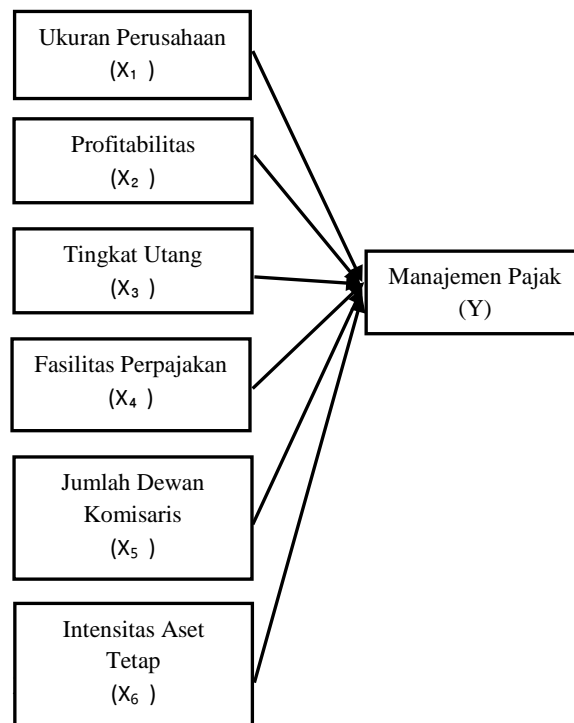 Ukuran Perusahaan
(X₁ )
Profitabilitas
(X₂ )
Tingkat Utang
(X₃ )
Fasilitas Perpajakan
(X₄ )
Jumlah Dewan
Komisaris
(X₅ )
Intensitas Aset
Tetap
(X₆ )
Manajemen Pajak
(Y)